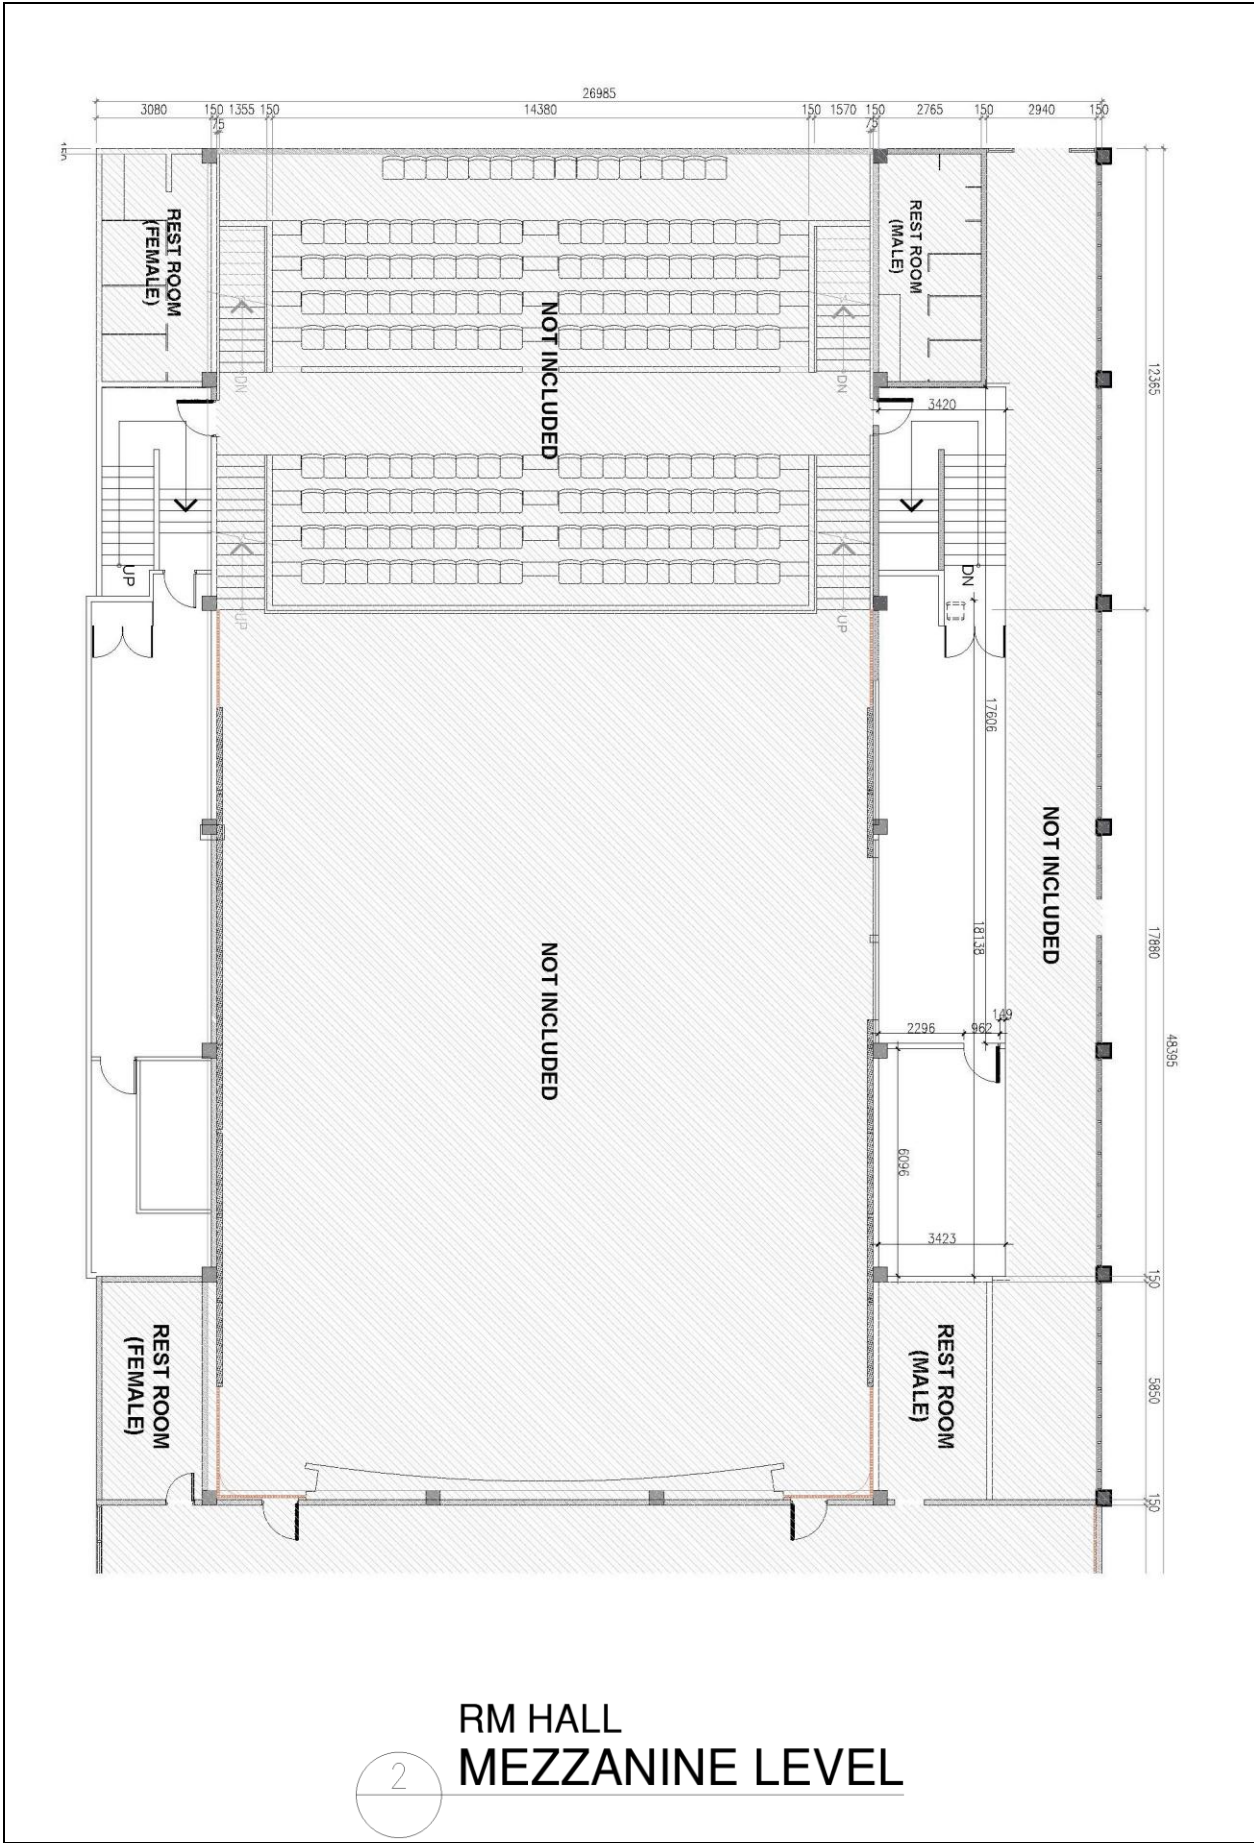 26985
3080
150
1355
150
14380
150
1570
150
2765
150
2940
150
75
75
150
REST ROOM
(FEMALE)
REST ROOM
(MALE)
NOT INCLUDED
DN
DN
12365
3420
UP
DN
UP
UP
17606
NOT INCLUDED
NOT INCLUDED
18138
17880
149
2296
962
48395
6096
3423
150
REST ROOM
(FEMALE)
REST ROOM
(MALE)
5850
150
RM HALL
2
MEZZANINE LEVEL